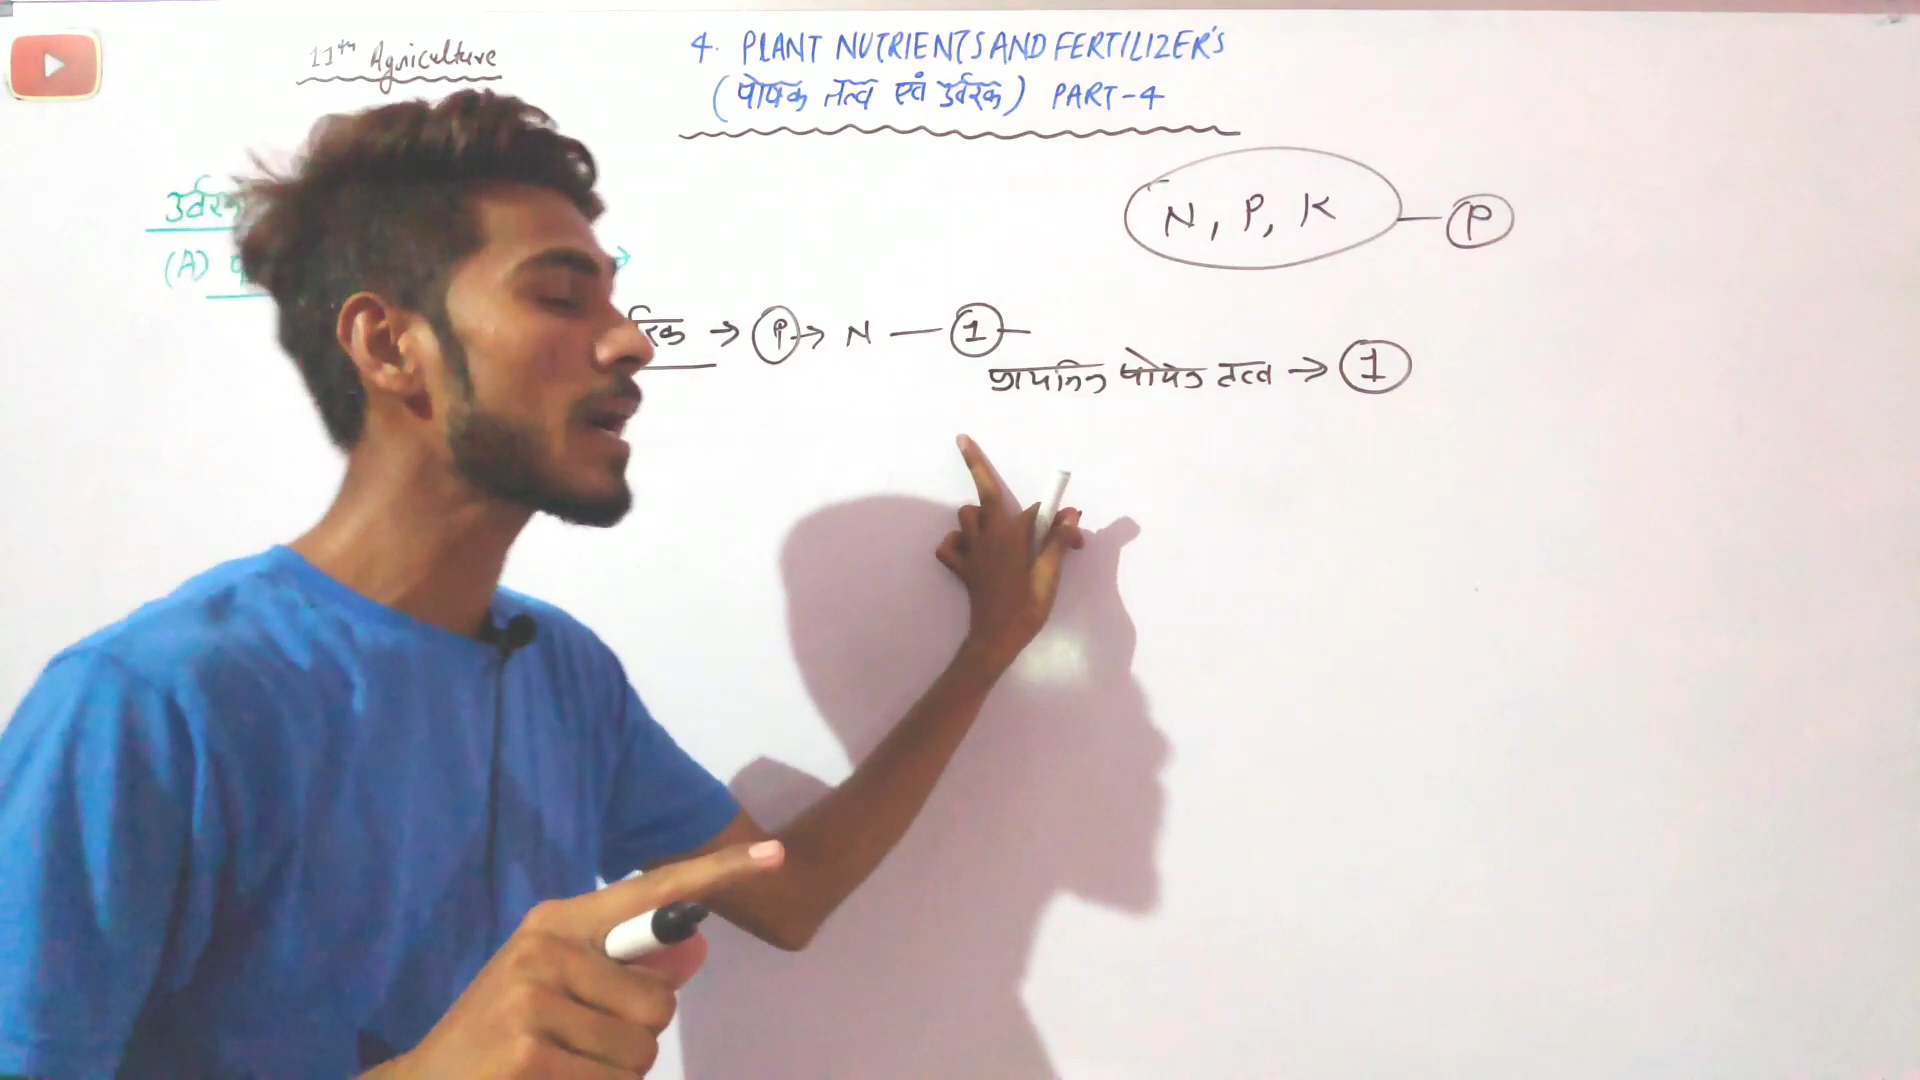 11th Agriculture
4. PLANT NUTRIENTS AND FERTILIZER'S
(पोषक तत्व एवं उर्वरक) PART-4
N, P, K — P
(A)
→ P → N — 1 —
प्राथमिक पोषक तत्व → 1